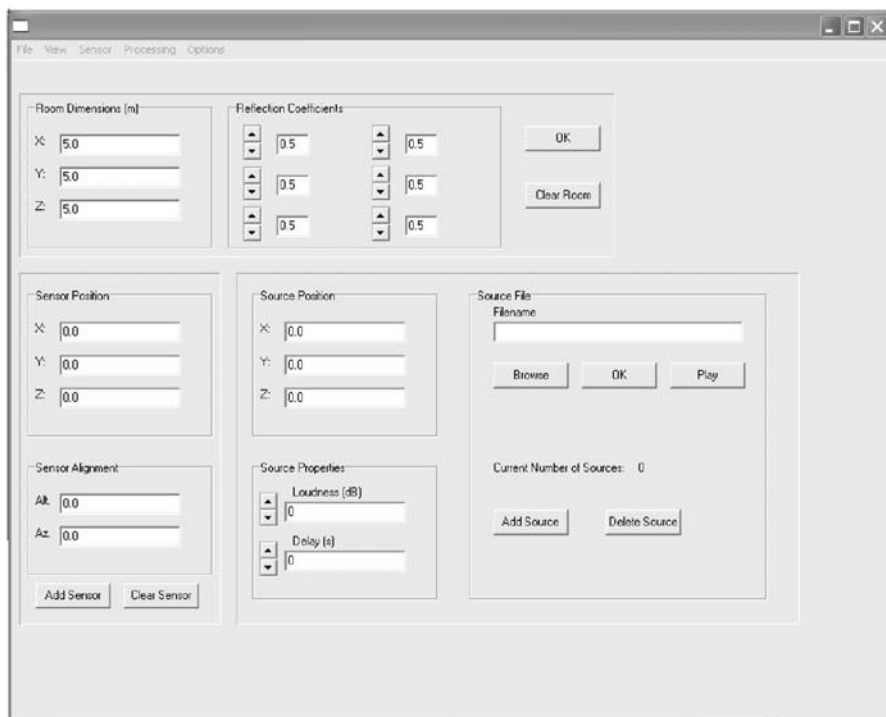 File View Sensor Processing Options
Room Dimensions (m)
X: 5.0
Y: 5.0
Z: 5.0
Reflection Coefficients
0.5 0.5
0.5 0.5
0.5 0.5
OK
Clear Room
Sensor Position
X: 0.0
Y: 0.0
Z: 0.0
Sensor Alignment
Alt. 0.0
Az. 0.0
Add Sensor Clear Sensor
Source Position
X: 0.0
Y: 0.0
Z: 0.0
Source Properties
Loudness (dB)
0
Delay (s)
0
Source File
Filename
Browse OK Play
Current Number of Sources: 0
Add Source Delete Source